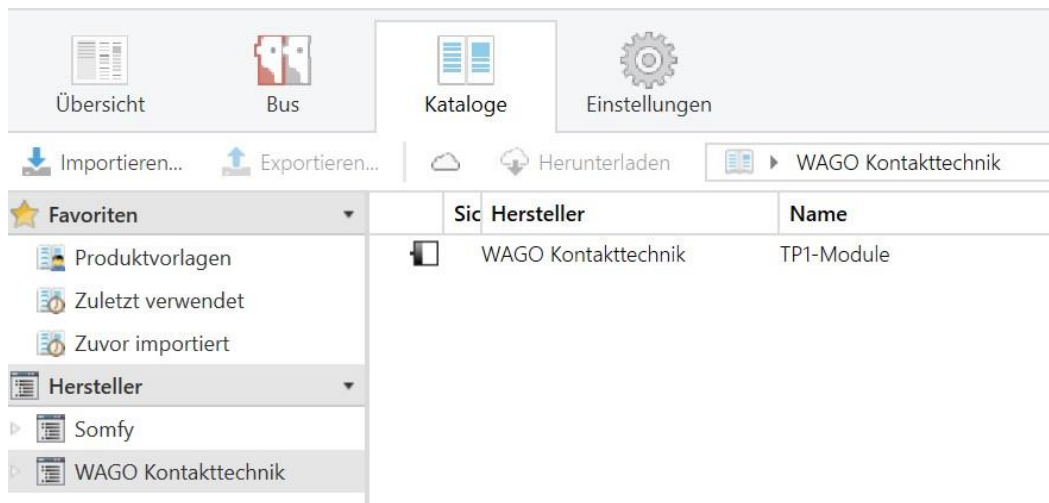 Übersicht Bus Kataloge Einstellungen
Importieren... Exportieren... Herunterladen WAGO Kontakttechnik
Favoriten Sic Hersteller Name
Produktvorlagen WAGO Kontakttechnik TP1-Module
Zuletzt verwendet
Zuvor importiert
Hersteller
Somfy
WAGO Kontakttechnik